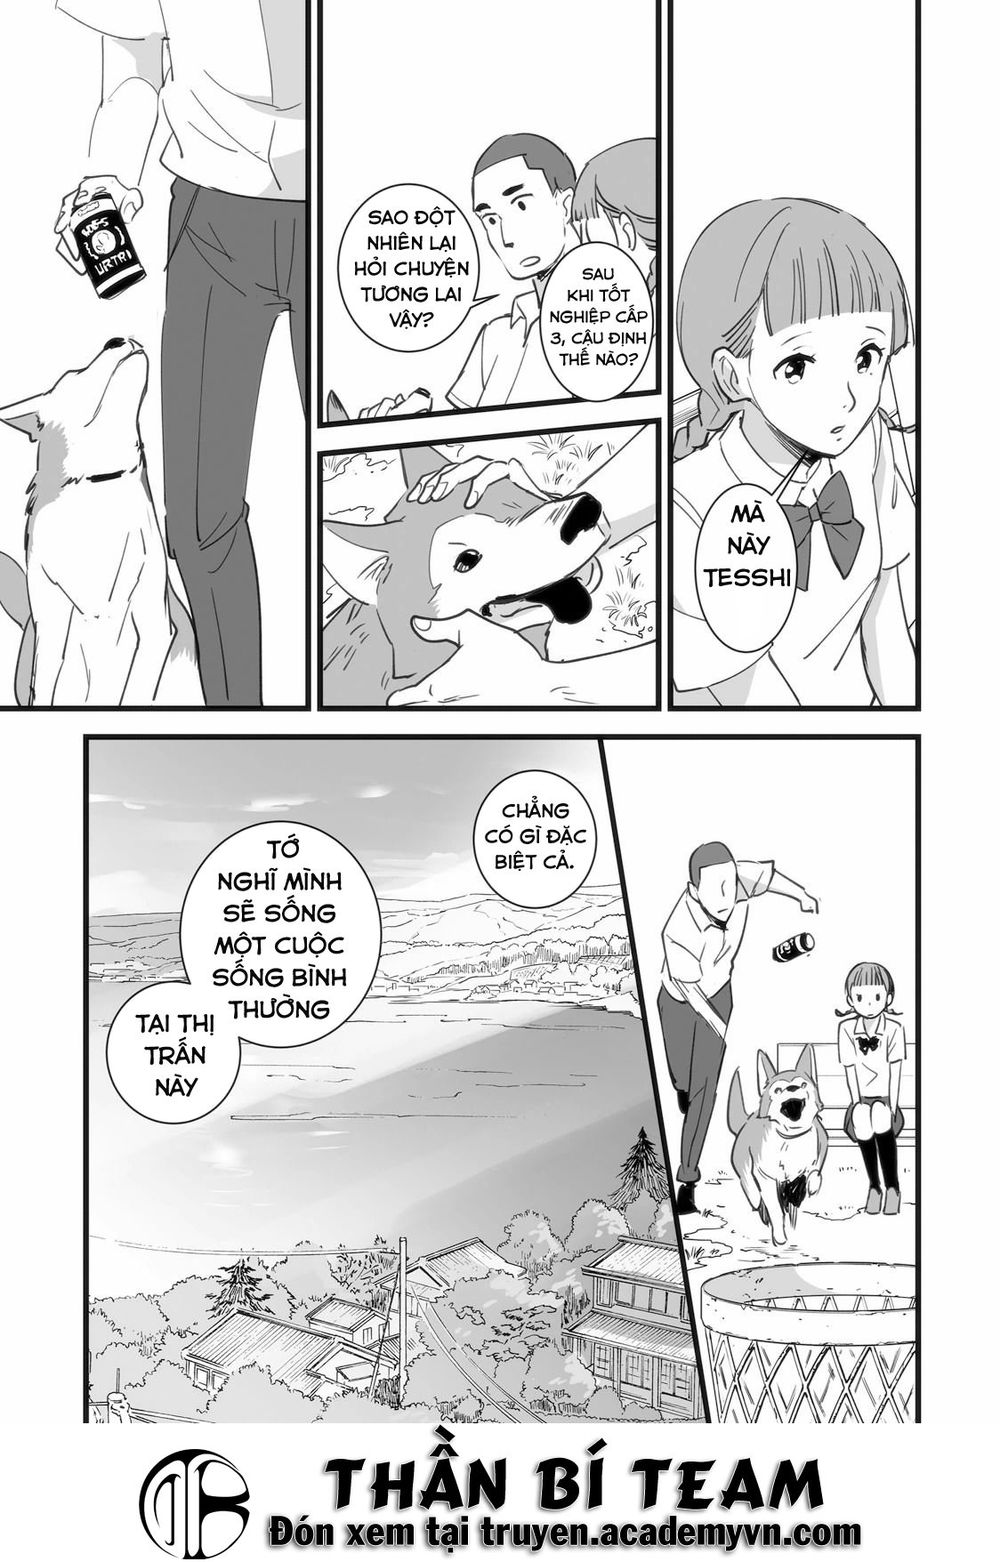 MÀ
NÀY
TESSHI
SAU
KHI TỐT
NGHIỆP CẤP
3, CẬU ĐỊNH
THẾ NÀO?
SAO ĐỘT
NHIÊN LẠI
HỎI CHUYỆN
TƯƠNG LAI
VẬY?
URTRI
CHẲNG
CÓ GÌ ĐẶC
BIỆT CẢ.
TỚ
NGHĨ MÌNH
SẼ SỐNG
MỘT CUỘC
SỐNG BÌNH
THƯỜNG
TẠI THỊ
TRẤN
NÀY
THẦN BÍ TEAM
Đón xem tại truyen.academyvn.com